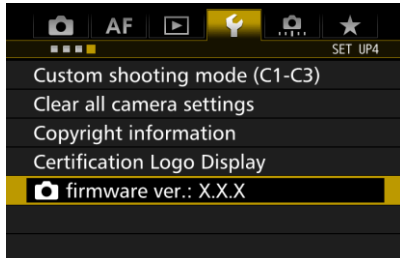 AF
SET UP4
Custom shooting mode (C1-C3)
Clear all camera settings
Copyright information
Certification Logo Display
firmware ver.: X.X.X